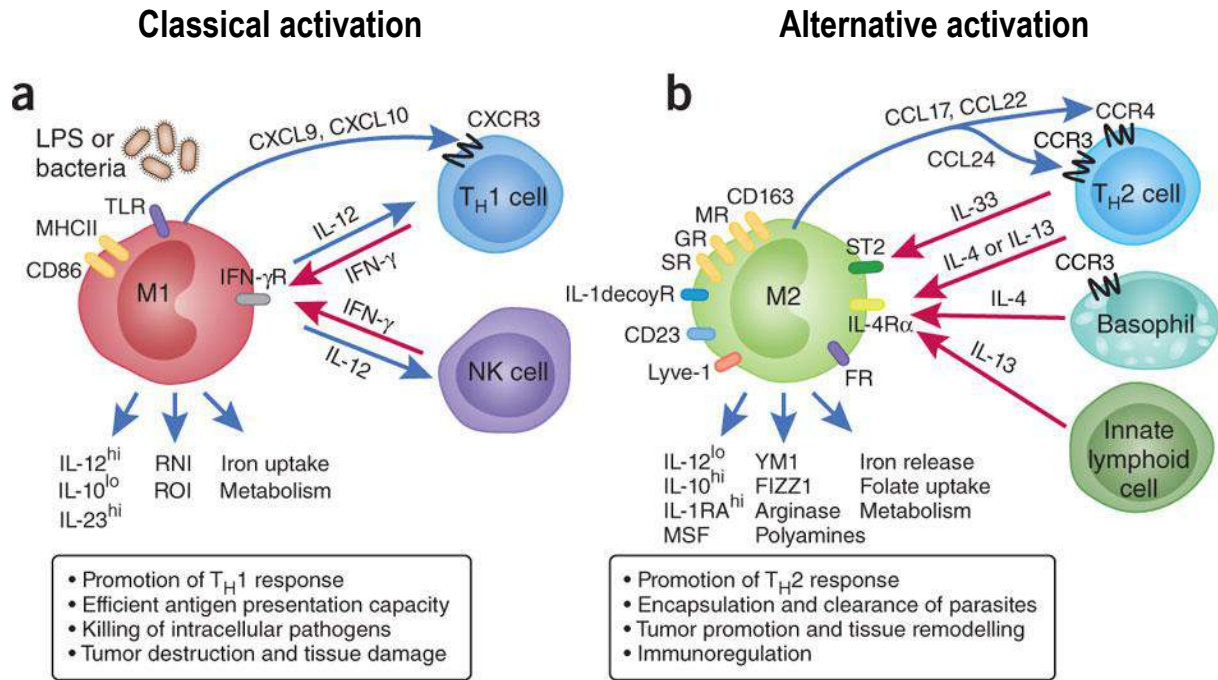 Classical activation
Alternative activation
a
LPS or
bacteria
TLR
MHCII
CD86
M1
IFN-γR
CXCL9, CXCL10
CXCR3
TH1 cell
IL-12
IFN-γ
IFN-γ
IL-12
NK cell
IL-12hi
IL-10lo
IL-23hi
RNI
ROI
Iron uptake
Metabolism
• Promotion of TH1 response
• Efficient antigen presentation capacity
• Killing of intracellular pathogens
• Tumor destruction and tissue damage
b
CCL17, CCL22
CCL24
CCR4
CCR3
TH2 cell
CD163
MR
GR
SR
IL-1decoyR
CD23
Lyve-1
M2
ST2
IL-4Rα
FR
IL-33
IL-4 or IL-13
CCR3
IL-4
Basophil
IL-13
Innate
lymphoid
cell
IL-12lo
IL-10hi
IL-1RAhi
MSF
YM1
FIZZ1
Arginase
Polyamines
Iron release
Folate uptake
Metabolism
• Promotion of TH2 response
• Encapsulation and clearance of parasites
• Tumor promotion and tissue remodelling
• Immunoregulation